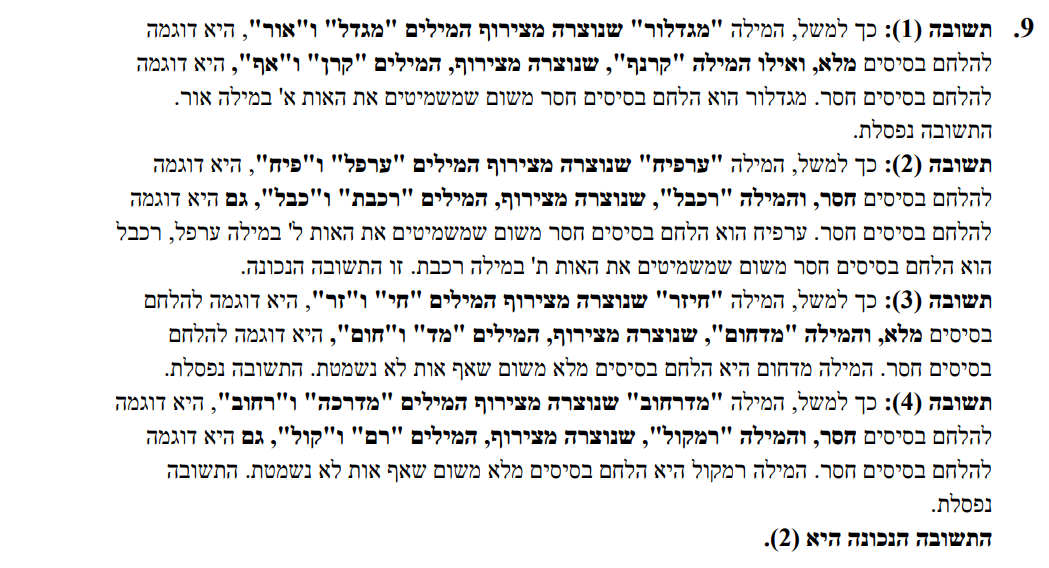 9. תשובה (1): כך למשל, המילה "מגדלור" שנוצרה מצירוף המילים "מגדל" ו"אור", היא דוגמה
להלחם בסיסים מלא, ואילו המילה "קרנף", שנוצרה מצירוף, המילים "קרן" ו"אף", היא דוגמה
להלחם בסיסים חסר. מגדלור הוא הלחם בסיסים חסר משום שמשמיטים את האות א' במילה אור.
התשובה נפסלת.
תשובה (2): כך למשל, המילה "ערפיח" שנוצרה מצירוף המילים "ערפל" ו"פיח", היא דוגמה
להלחם בסיסים חסר, והמילה "רכבל", שנוצרה מצירוף, המילים "רכבת" ו"כבל", גם היא דוגמה
להלחם בסיסים חסר. ערפיח הוא הלחם בסיסים חסר משום שמשמיטים את האות ל' במילה ערפל, רכבל
הוא הלחם בסיסים חסר משום שמשמיטים את האות ת' במילה רכבת. זו התשובה הנכונה.
תשובה (3): כך למשל, המילה "חיזר" שנוצרה מצירוף המילים "חי" ו"זר", היא דוגמה להלחם
בסיסים מלא, והמילה "מדחום", שנוצרה מצירוף, המילים "מד" ו"חום", היא דוגמה להלחם
בסיסים חסר. המילה מדחום היא הלחם בסיסים מלא משום שאף אות לא נשמטת. התשובה נפסלת.
תשובה (4): כך למשל, המילה "מדרחוב" שנוצרה מצירוף המילים "מדרכה" ו"רחוב", היא דוגמה
להלחם בסיסים חסר, והמילה "רמקול", שנוצרה מצירוף, המילים "רם" ו"קול", גם היא דוגמה
להלחם בסיסים חסר. המילה רמקול היא הלחם בסיסים מלא משום שאף אות לא נשמטת. התשובה
נפסלת.
התשובה הנכונה היא (2).